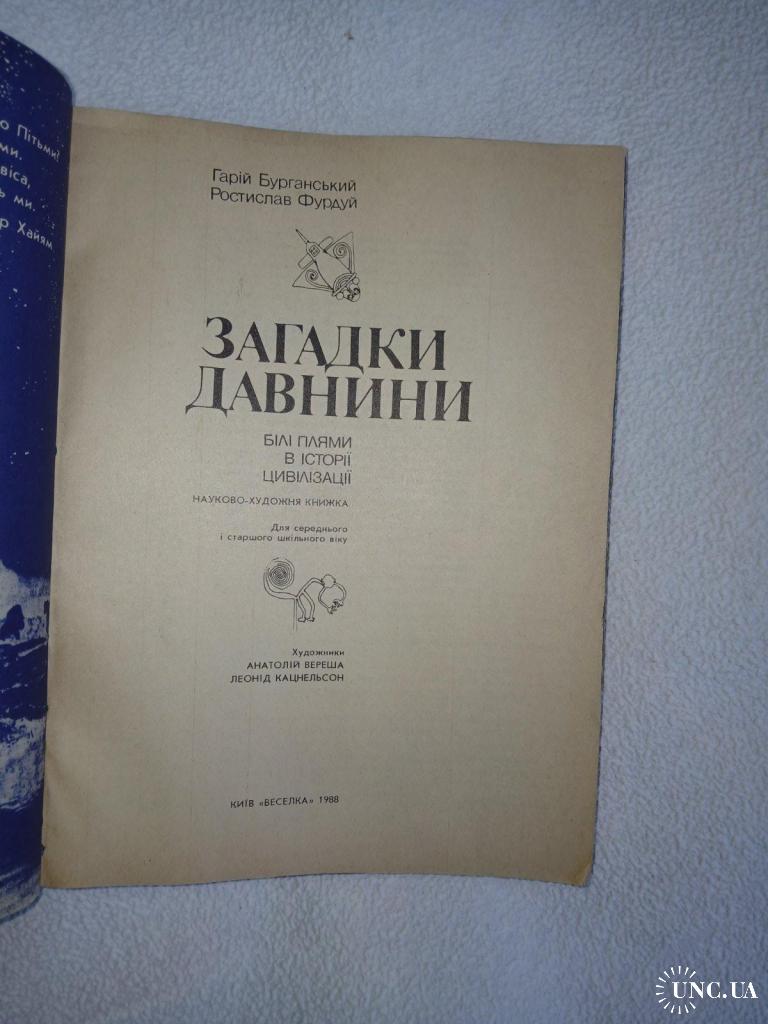 о Пітьми?
ми.
віса,
ь ми.
р Хайям
Гарій Бурганський
Ростислав Фурдуй
ЗАГАДКИ
ДАВНИНИ
БІЛІ ПЛЯМИ
В ІСТОРІЇ
ЦИВІЛІЗАЦІЇ
НАУКОВО-ХУДОЖНЯ КНИЖКА
Для середнього
і старшого шкільного віку
Художники
АНАТОЛІЙ ВЕРЕША
ЛЕОНІД КАЦНЕЛЬСОН
КИЇВ «ВЕСЕЛКА» 1988
UNC.UA